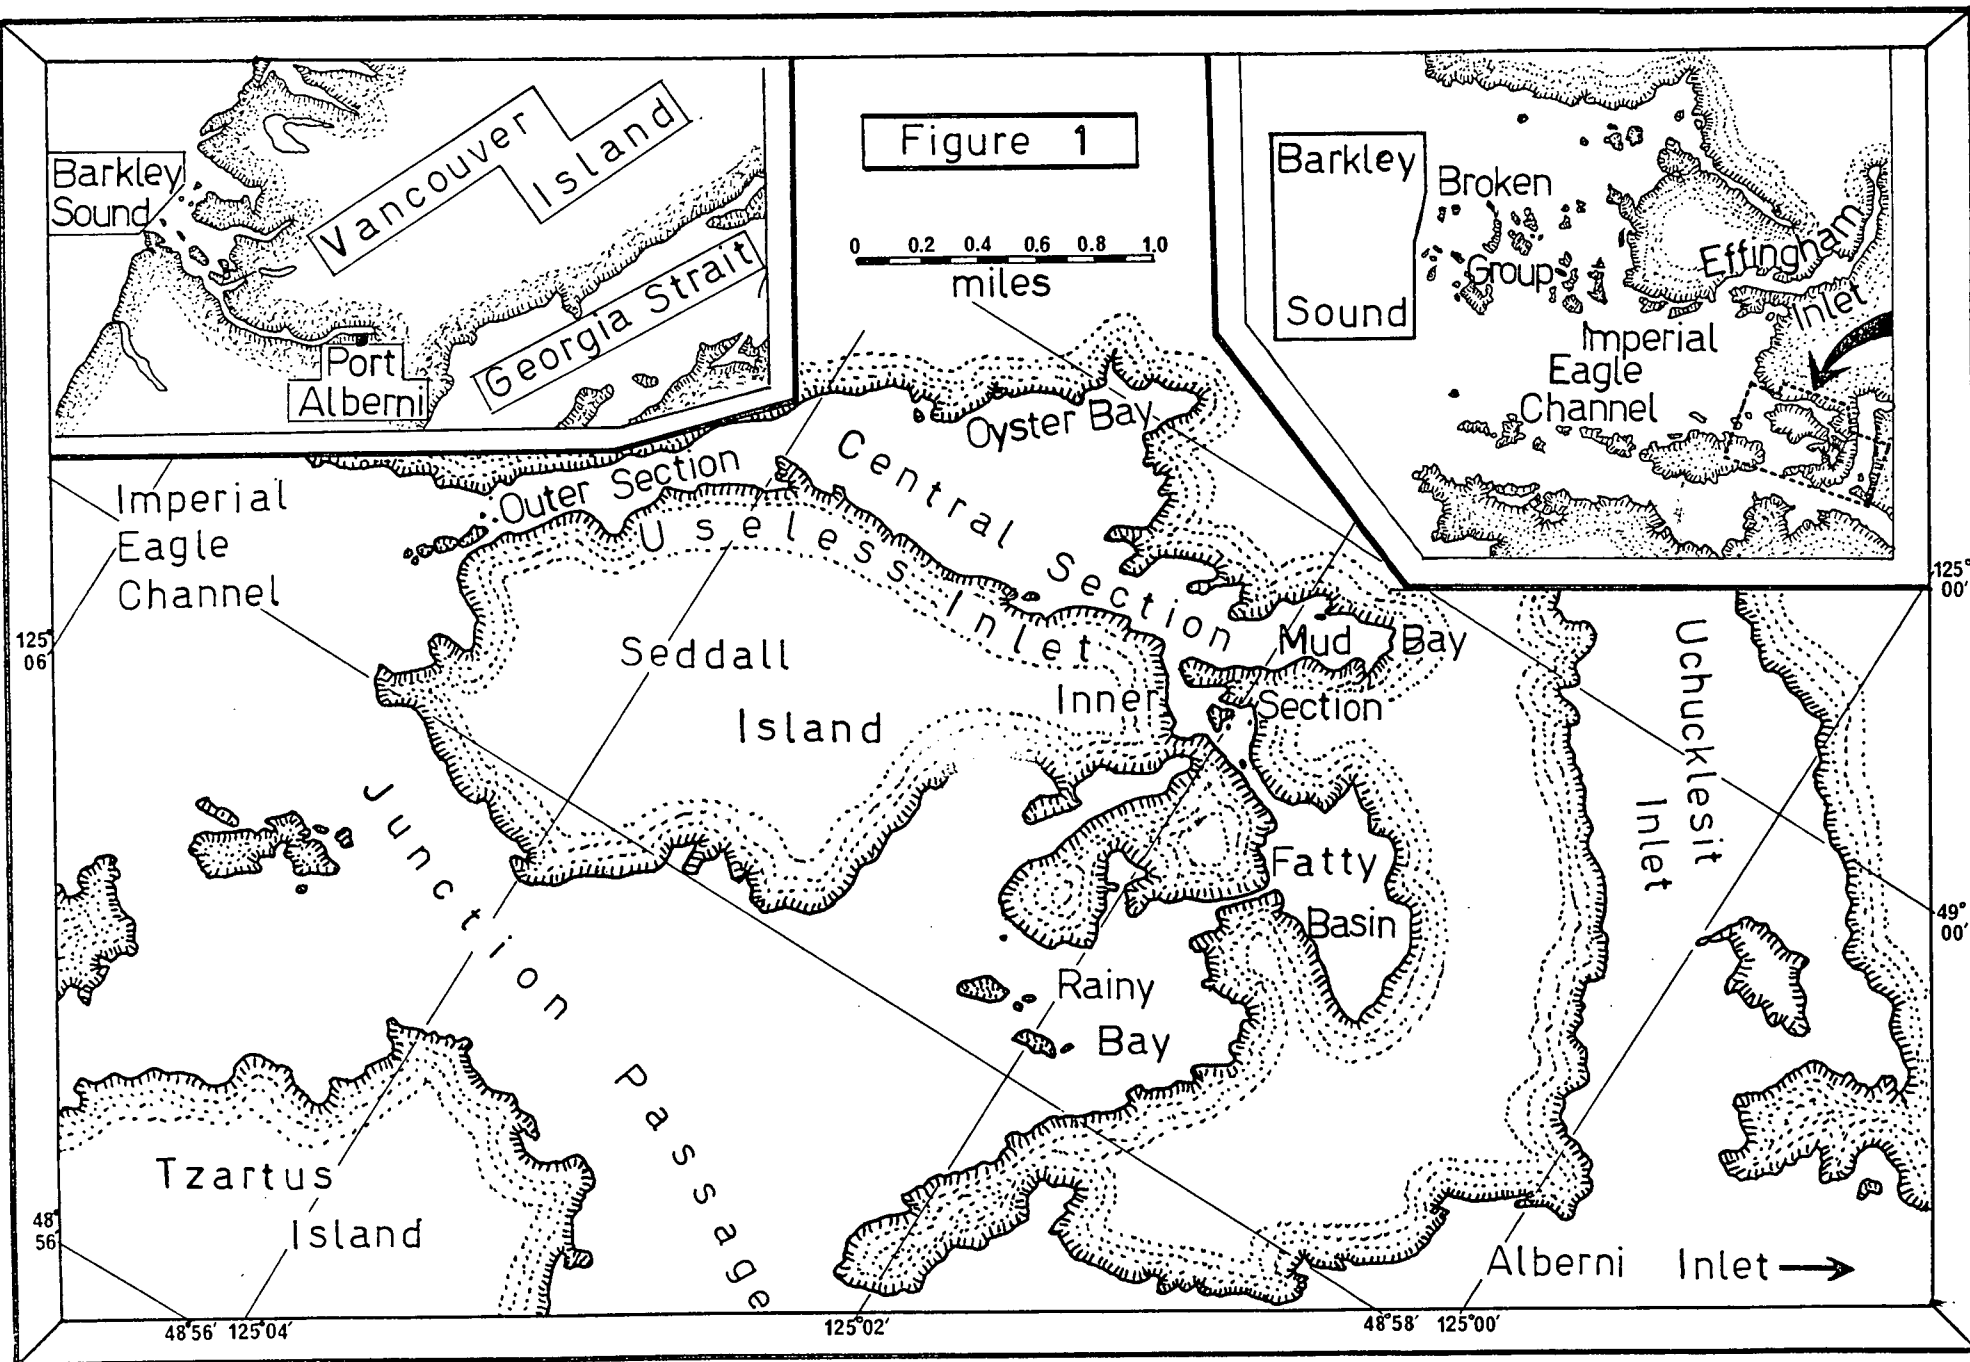 Figure 1
0 0.2 0.4 0.6 0.8 1.0
miles
Barkley
Sound
Vancouver
Island
Georgia Strait
Port
Alberni
Barkley
Sound
Broken
Group
Effingham
Inlet
Imperial
Eagle
Channel
Imperial
Eagle
Channel
Outer Section
Useless Inlet
Central Section
Oyster Bay
Mud Bay
Inner Section
Seddall
Island
Fatty
Basin
Rainy
Bay
Junction Passage
Tzartus
Island
Uchucklesit
Inlet
Alberni Inlet
125°
00'
125°
06'
49°
00'
48°
56'
48°56' 125°04' 125°02' 48°58' 125°00'